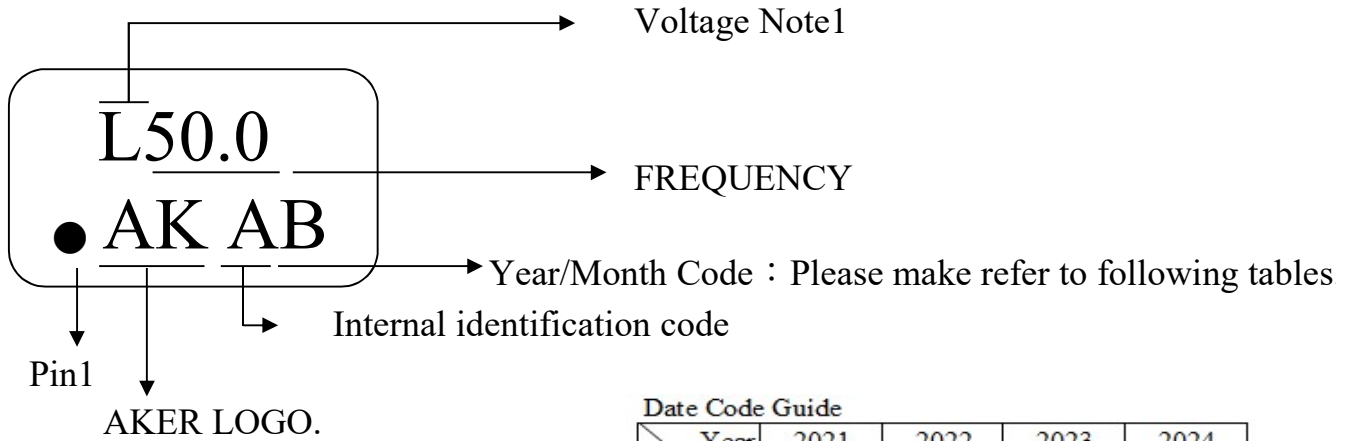 Voltage Note1
L50.0
FREQUENCY
AK AB
Year/Month Code：Please make refer to following tables
Internal identification code
Pin1
AKER LOGO.
Date Code Guide
Year 2021 2022 2023 2024